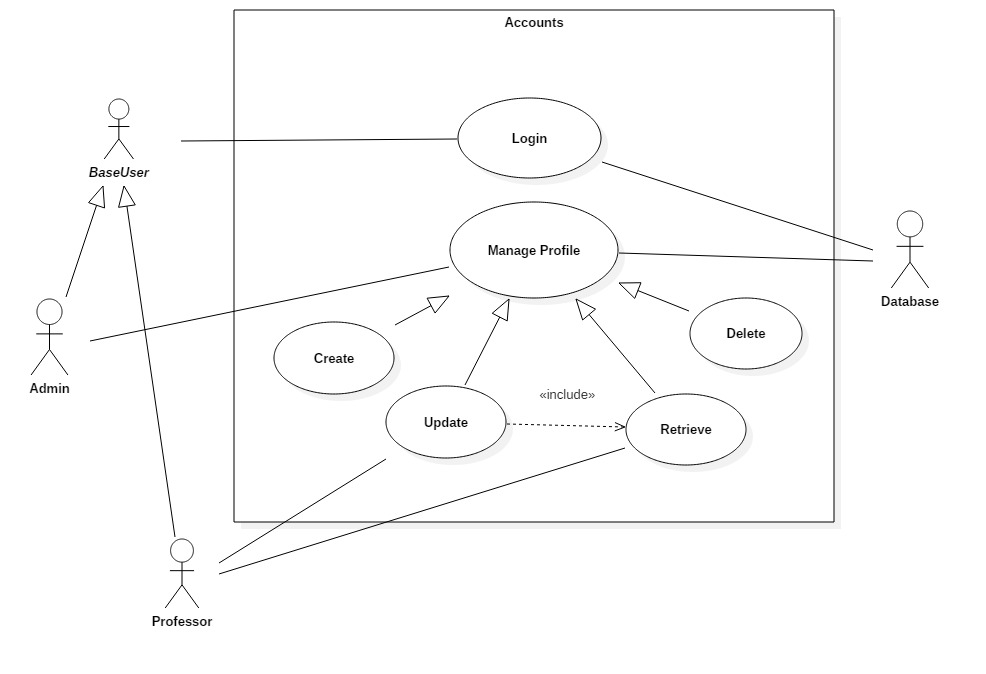 Accounts
Login
BaseUser
Manage Profile
Database
Create
Delete
Admin
«include»
Update
Retrieve
Professor